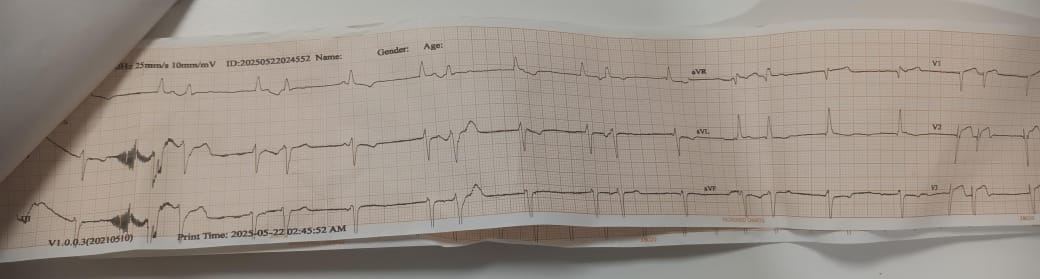 25mm/s 10mm/mV ID:20250522024552 Name: Gender: Age:
aVR
V1
aVL
V2
aVF
V3
III
V1.0.0.3(20210510) Print Time: 2025-05-22 02:45:52 AM